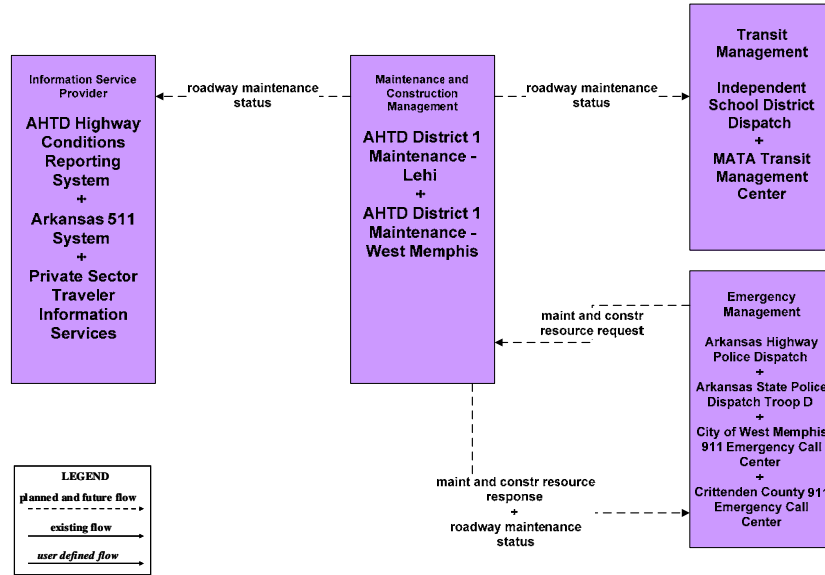 Information Service
Provider
AHTD Highway
Conditions
Reporting
System
+
Arkansas 511
System
+
Private Sector
Traveler
Information
Services
roadway maintenance
status
Maintenance and
Construction
Management
AHTD District 1
Maintenance -
Lehi
+
AHTD District 1
Maintenance -
West Memphis
roadway maintenance
status
Transit
Management
Independent
School District
Dispatch
+
MATA Transit
Management
Center
maint and constr
resource request
Emergency
Management
Arkansas Highway
Police Dispatch
+
Arkansas State Police
Dispatch Troop D
+
City of West Memphis
911 Emergency Call
Center
+
Crittenden County 911
Emergency Call
Center
maint and constr resource
response
+
roadway maintenance
status
LEGEND
planned and future flow
existing flow
user defined flow